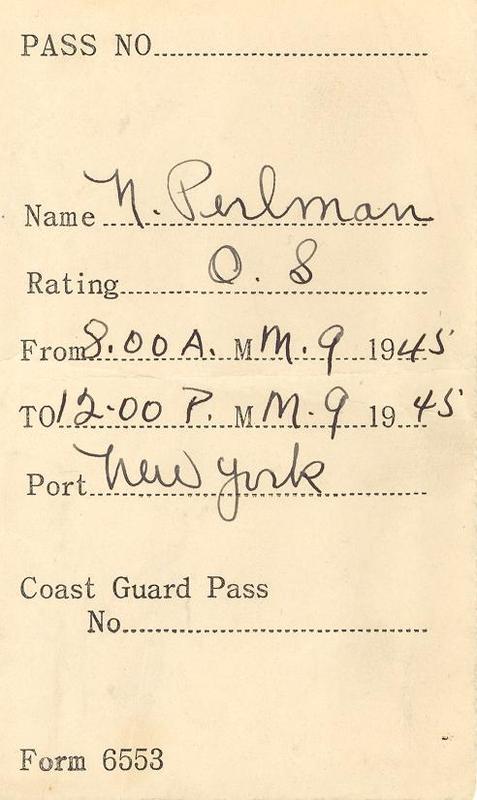 PASS NO
Name N. Perlman
Rating O. S
From 8.00 A. M M. 9 1945
TO 12.00 P. M M. 9 1945
Port New York
Coast Guard Pass
No
Form 6553